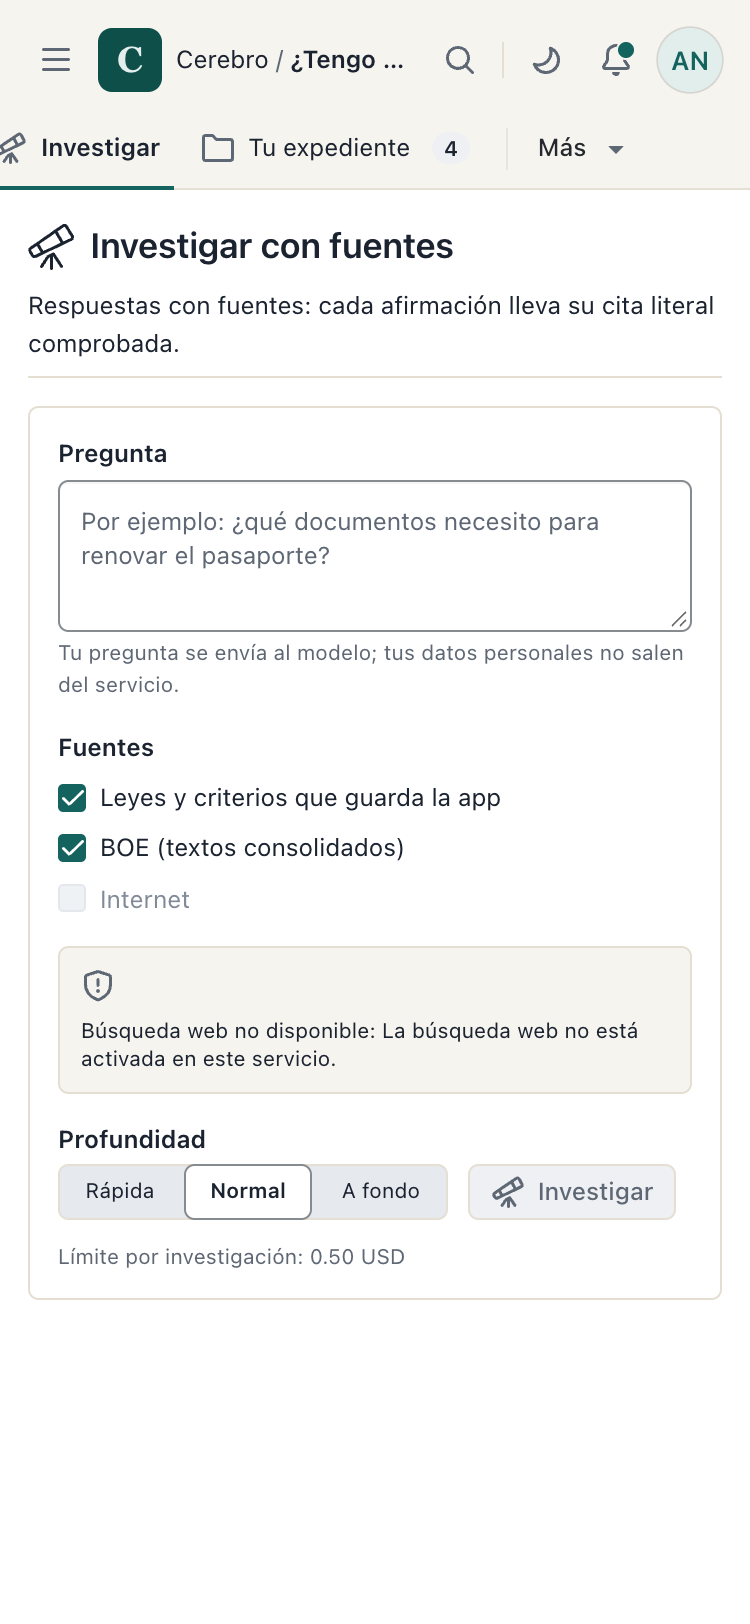 C Cerebro / ¿Tengo ... AN
Investigar Tu expediente 4 Más
Investigar con fuentes
Respuestas con fuentes: cada afirmación lleva su cita literal
comprobada.
Pregunta
Por ejemplo: ¿qué documentos necesito para
renovar el pasaporte?
Tu pregunta se envía al modelo; tus datos personales no salen
del servicio.
Fuentes
Leyes y criterios que guarda la app
BOE (textos consolidados)
Internet
Búsqueda web no disponible: La búsqueda web no está
activada en este servicio.
Profundidad
Rápida Normal A fondo Investigar
Límite por investigación: 0.50 USD